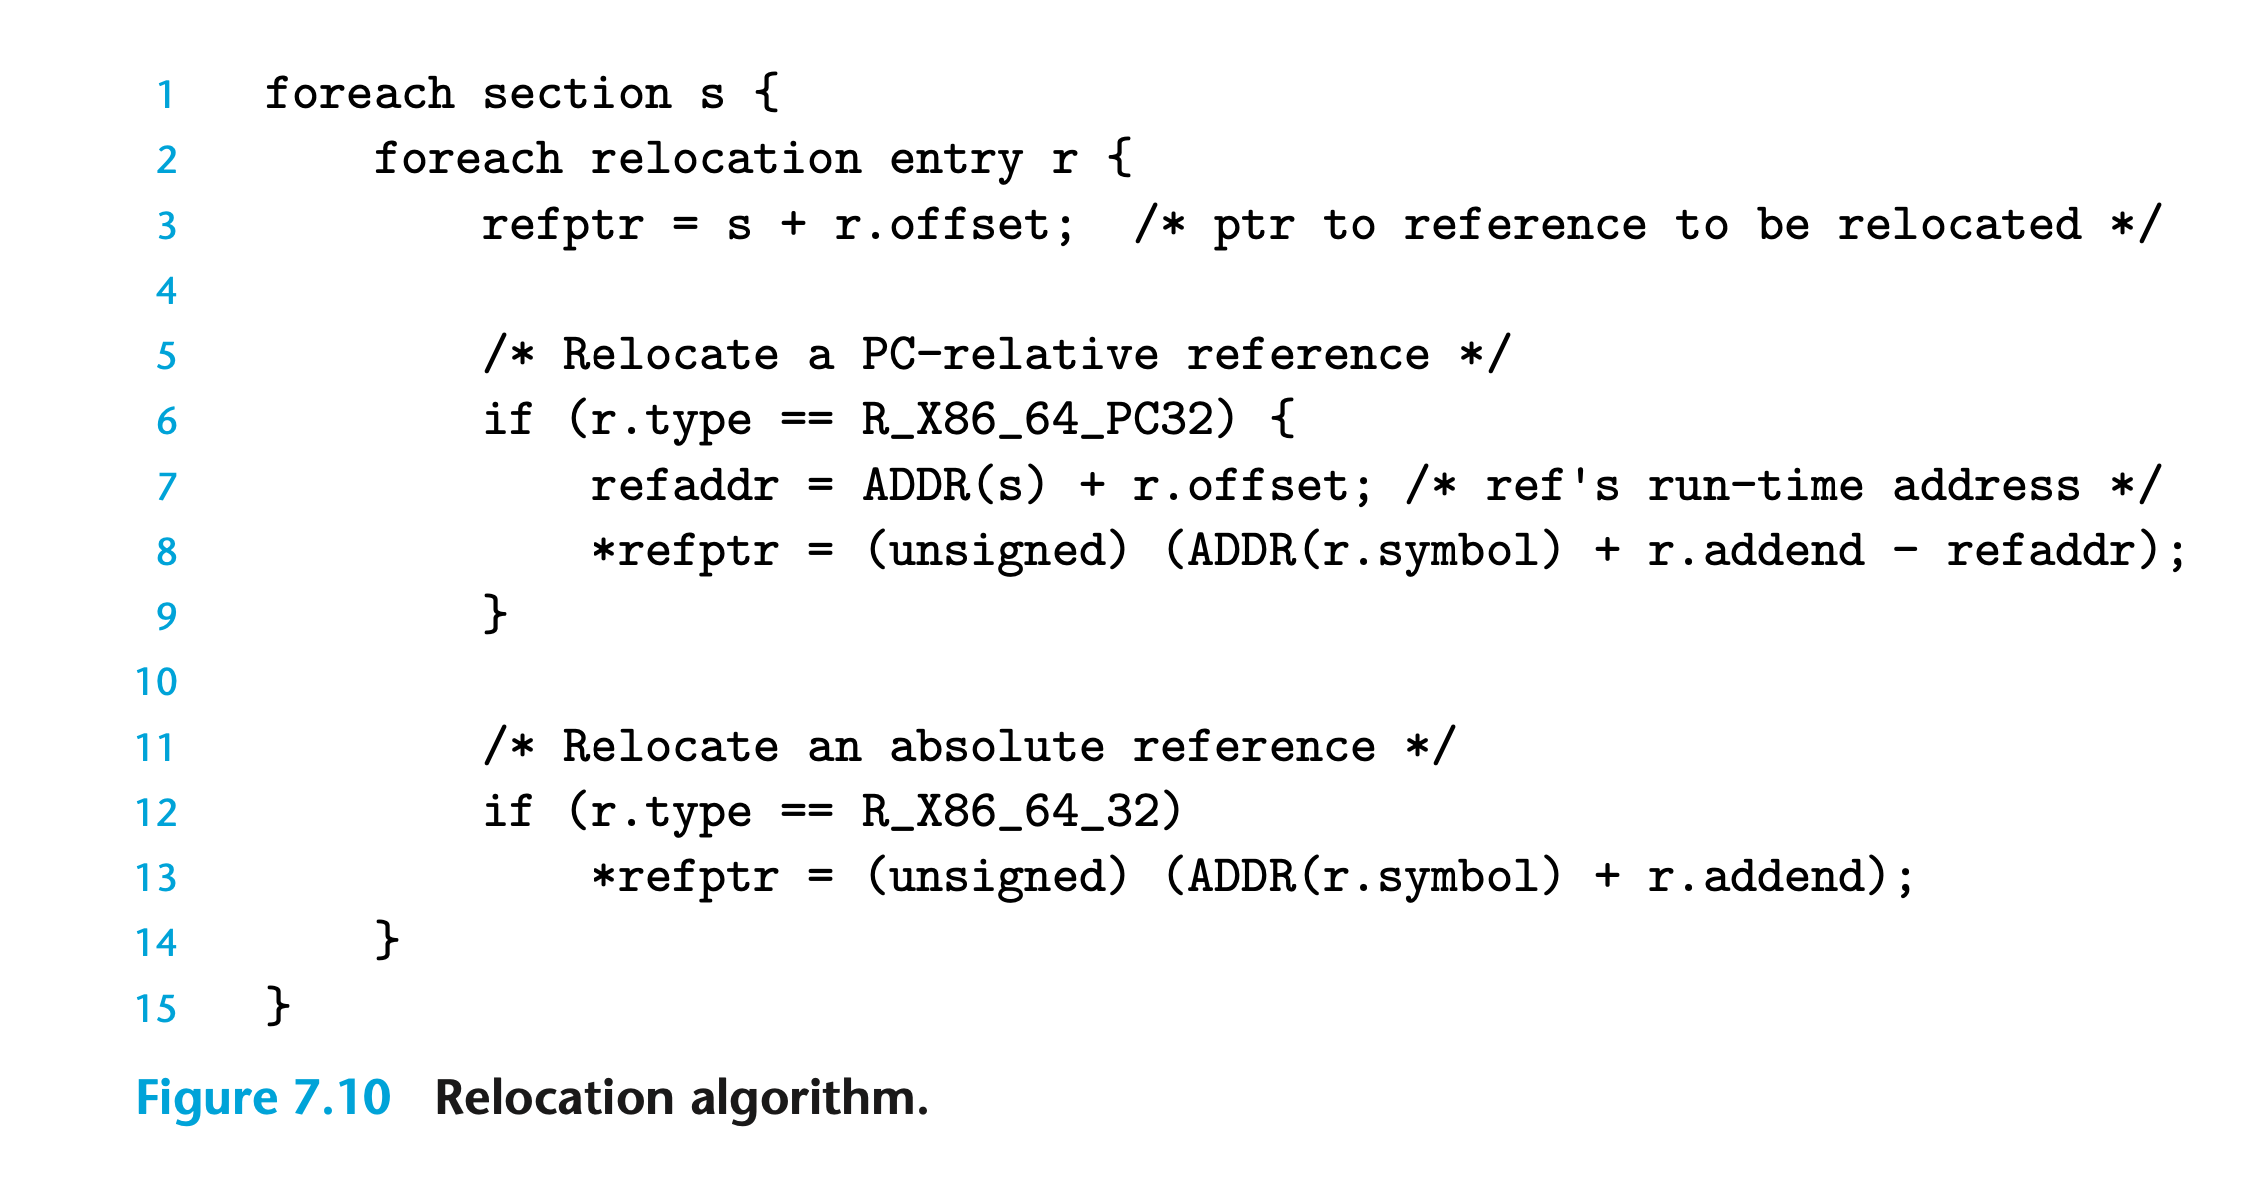 1 foreach section s {
2 foreach relocation entry r {
3 refptr = s + r.offset; /* ptr to reference to be relocated */
4
5 /* Relocate a PC-relative reference */
6 if (r.type == R_X86_64_PC32) {
7 refaddr = ADDR(s) + r.offset; /* ref's run-time address */
8 *refptr = (unsigned) (ADDR(r.symbol) + r.addend - refaddr);
9 }
10
11 /* Relocate an absolute reference */
12 if (r.type == R_X86_64_32)
13 *refptr = (unsigned) (ADDR(r.symbol) + r.addend);
14 }
15 }
Figure 7.10 Relocation algorithm.